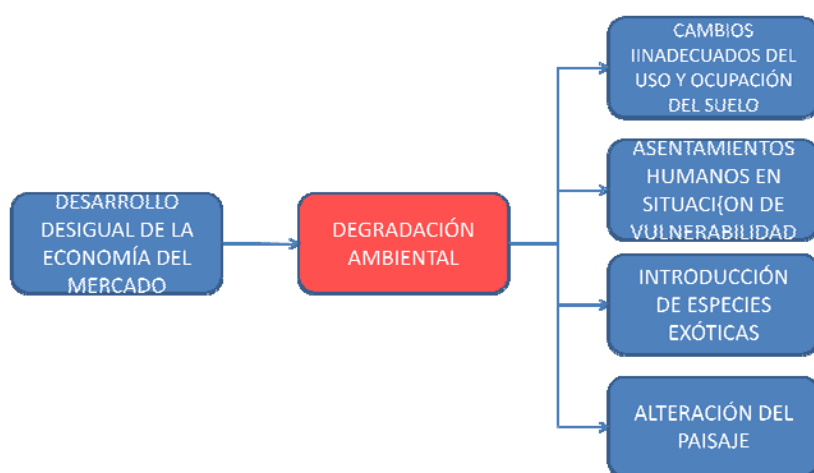 DESARROLLO
DESIGUAL DE LA
ECONOMÍA DEL
MERCADO
DEGRADACIÓN
AMBIENTAL
CAMBIOS
IINADECUADOS DEL
USO Y OCUPACIÓN
DEL SUELO
ASENTAMIENTOS
HUMANOS EN
SITUACI{ON DE
VULNERABILIDAD
INTRODUCCIÓN
DE ESPECIES
EXÓTICAS
ALTERACIÓN DEL
PAISAJE